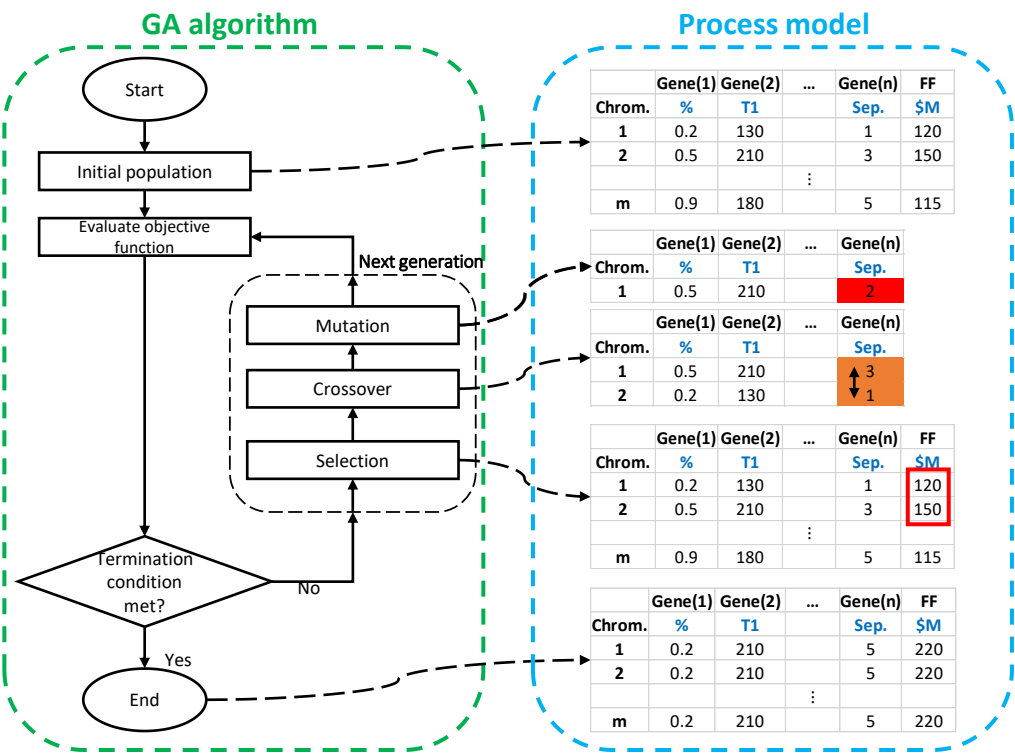 GA algorithm
Start
Initial population
Evaluate objective
function
Next generation
Mutation
Crossover
Selection
Termination
condition
met?
No
Yes
End
Process model
Gene(1) Gene(2) ... Gene(n) FF
Chrom. % T1 Sep. $M
1 0.2 130 1 120
2 0.5 210 3 150
⋮
m 0.9 180 5 115
Gene(1) Gene(2) ... Gene(n)
Chrom. % T1 Sep.
1 0.5 210 2
Gene(1) Gene(2) ... Gene(n)
Chrom. % T1 Sep.
1 0.5 210 3
2 0.2 130 1
Gene(1) Gene(2) ... Gene(n) FF
Chrom. % T1 Sep. $M
1 0.2 130 1 120
2 0.5 210 3 150
⋮
m 0.9 180 5 115
Gene(1) Gene(2) ... Gene(n) FF
Chrom. % T1 Sep. $M
1 0.2 210 5 220
2 0.2 210 5 220
⋮
m 0.2 210 5 220